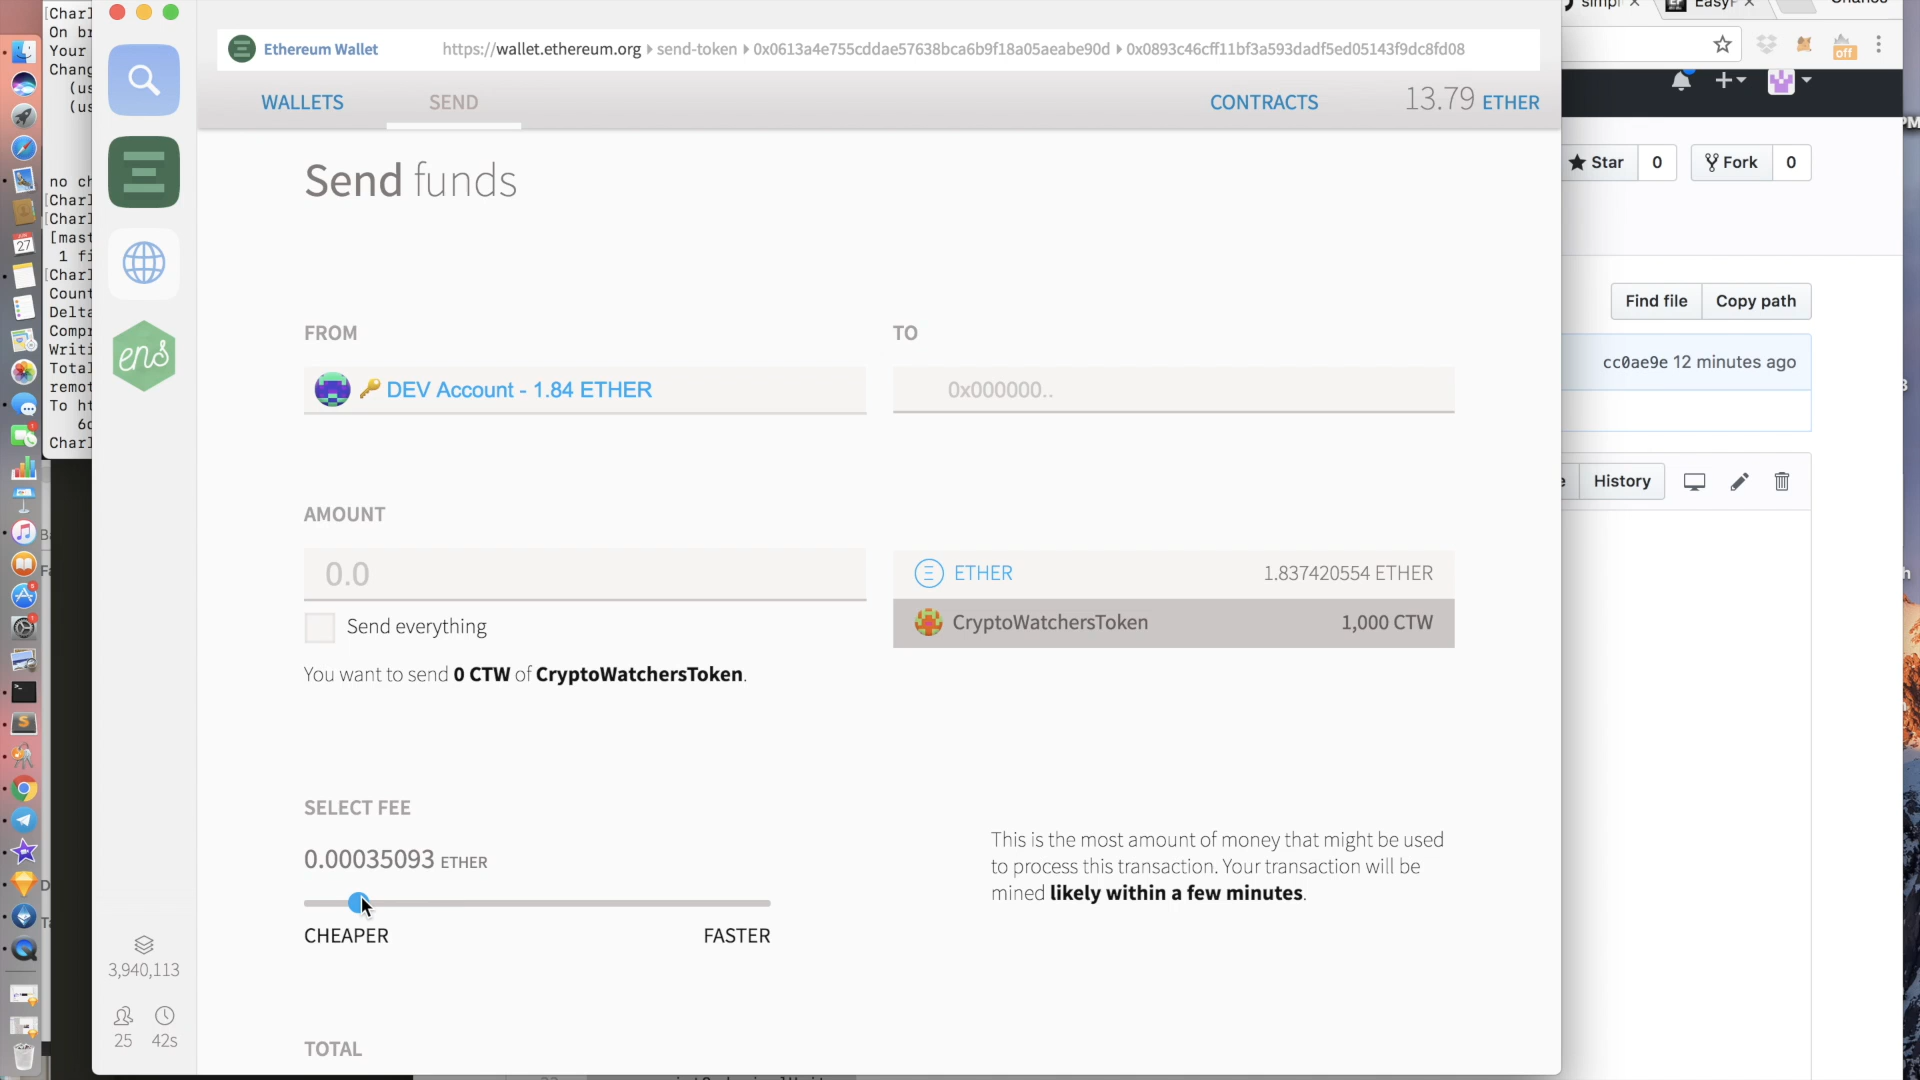 Ethereum Wallet
https://wallet.ethereum.org ▸ send-token ▸ 0x0613a4e755cddae57638bca6b9f18a05aeabe90d ▸ 0x0893c46cff11bf3a593dadf5ed05143f9dc8fd08
off
WALLETS
SEND
CONTRACTS
13.79 ETHER
Star 0
Fork 0
Send funds
Find file
Copy path
cc0ae9e 12 minutes ago
FROM
TO
DEV Account - 1.84 ETHER
0x000000..
History
AMOUNT
0.0
ETHER 1.837420554 ETHER
CryptoWatchersToken 1,000 CTW
Send everything
You want to send 0 CTW of CryptoWatchersToken.
SELECT FEE
0.00035093 ETHER
This is the most amount of money that might be used
to process this transaction. Your transaction will be
mined likely within a few minutes.
CHEAPER
FASTER
ens
3,940,113
25
42s
TOTAL